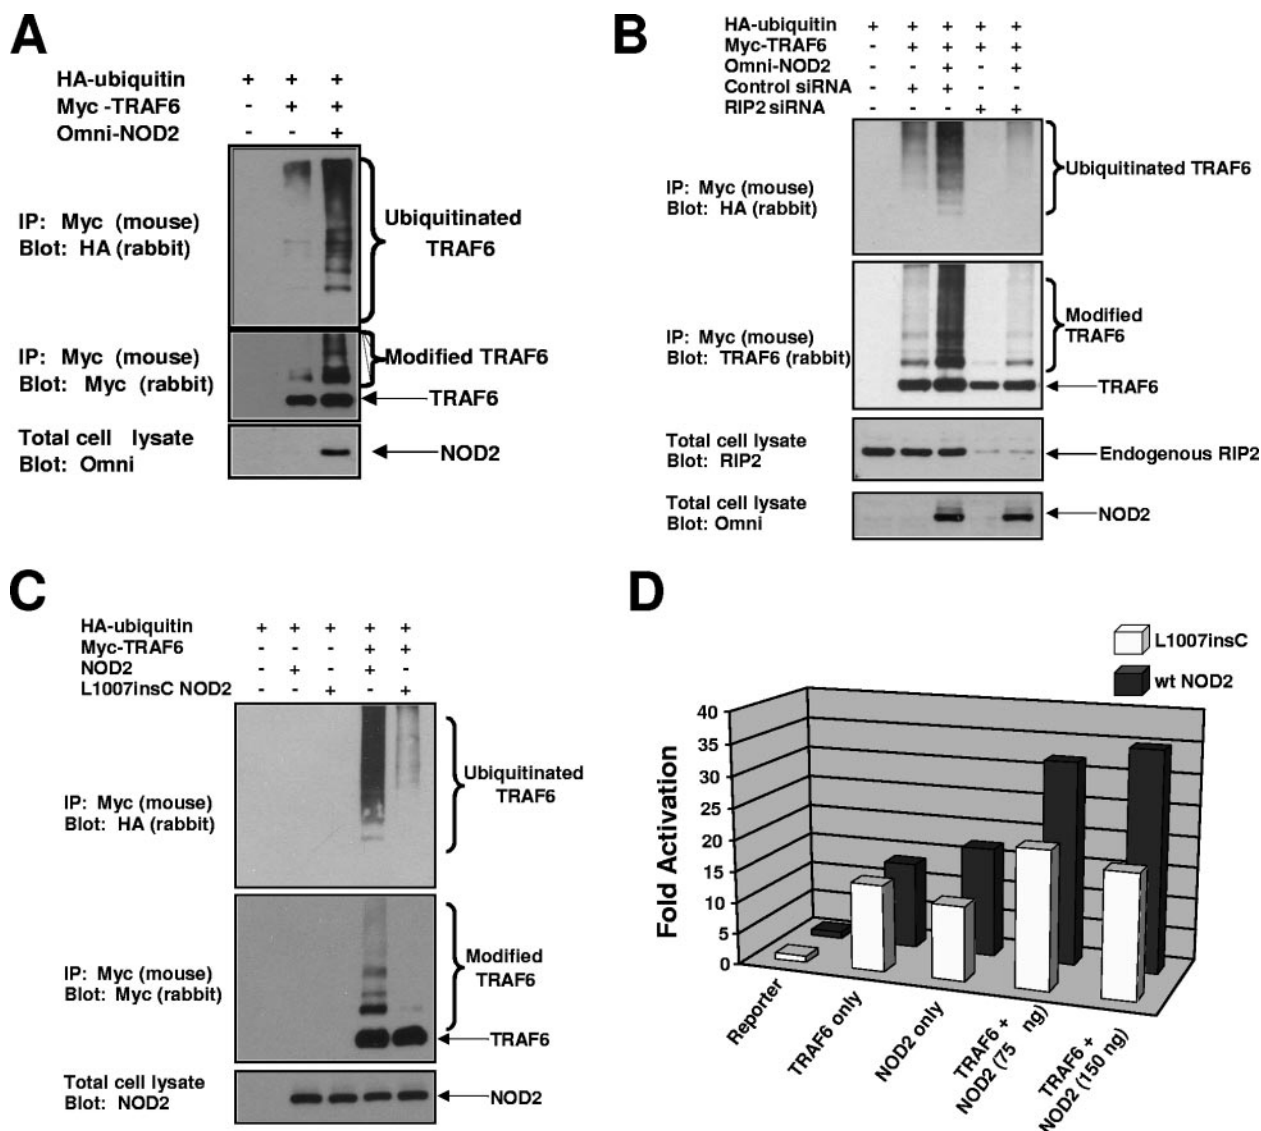 A
HA-ubiquitin + + +
Myc -TRAF6 - + +
Omni-NOD2 - - +
IP: Myc (mouse)
Blot: HA (rabbit)
Ubiquitinated
TRAF6
IP: Myc (mouse)
Blot: Myc (rabbit)
Modified TRAF6
TRAF6
Total cell lysate
Blot: Omni
NOD2
B
HA-ubiquitin + + + + +
Myc-TRAF6 - + + + +
Omni-NOD2 - - + - +
Control siRNA - + + - -
RIP2 siRNA - - - + +
IP: Myc (mouse)
Blot: HA (rabbit)
Ubiquitinated TRAF6
IP: Myc (mouse)
Blot: TRAF6 (rabbit)
Modified
TRAF6
TRAF6
Total cell lysate
Blot: RIP2
Endogenous RIP2
Total cell lysate
Blot: Omni
NOD2
C
HA-ubiquitin + + + + +
Myc-TRAF6 - - - + +
NOD2 - + - + -
L1007insC NOD2 - - + - +
IP: Myc (mouse)
Blot: HA (rabbit)
Ubiquitinated
TRAF6
IP: Myc (mouse)
Blot: Myc (rabbit)
Modified
TRAF6
TRAF6
Total cell lysate
Blot: NOD2
NOD2
D
L1007insC
wt NOD2
Fold Activation
40
35
30
25
20
15
10
5
0
Reporter
TRAF6 only
NOD2 only
TRAF6 +
NOD2 (75 ng)
TRAF6 +
NOD2 (150 ng)